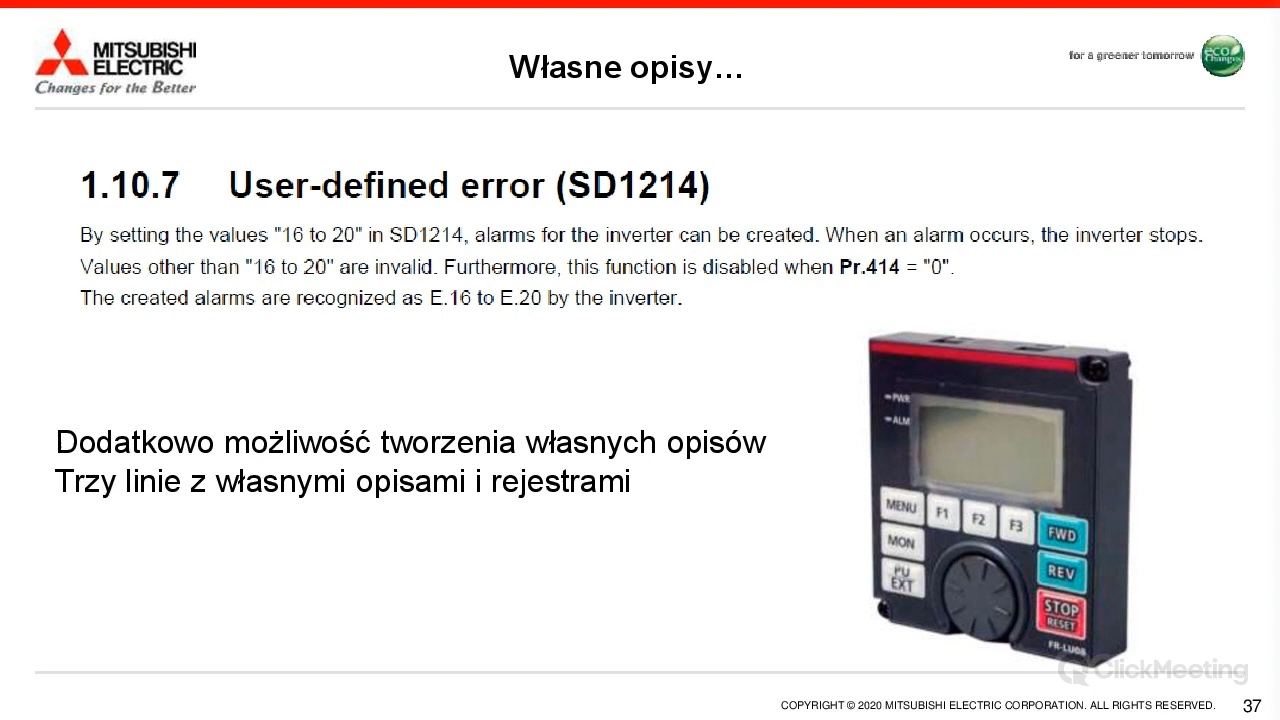 MITSUBISHI
ELECTRIC
Changes for the Better
Własne opisy...
for a greener tomorrow
eco
Changes
1.10.7 User-defined error (SD1214)
By setting the values "16 to 20" in SD1214, alarms for the inverter can be created. When an alarm occurs, the inverter stops.
Values other than "16 to 20" are invalid. Furthermore, this function is disabled when Pr.414 = "0".
The created alarms are recognized as E.16 to E.20 by the inverter.
Dodatkowo możliwość tworzenia własnych opisów
Trzy linie z własnymi opisami i rejestrami
PWR
ALM
MENU F1 F2 F3 FWD
MON
REV
PU
EXT
STOP
RESET
FR-LU08
ClickMeeting
COPYRIGHT © 2020 MITSUBISHI ELECTRIC CORPORATION. ALL RIGHTS RESERVED. 37